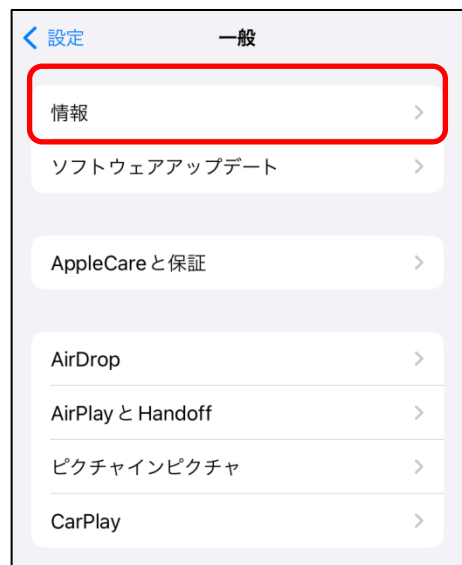 設定 一般
情報
ソフトウェアアップデート
AppleCareと保証
AirDrop
AirPlayとHandoff
ピクチャインピクチャ
CarPlay